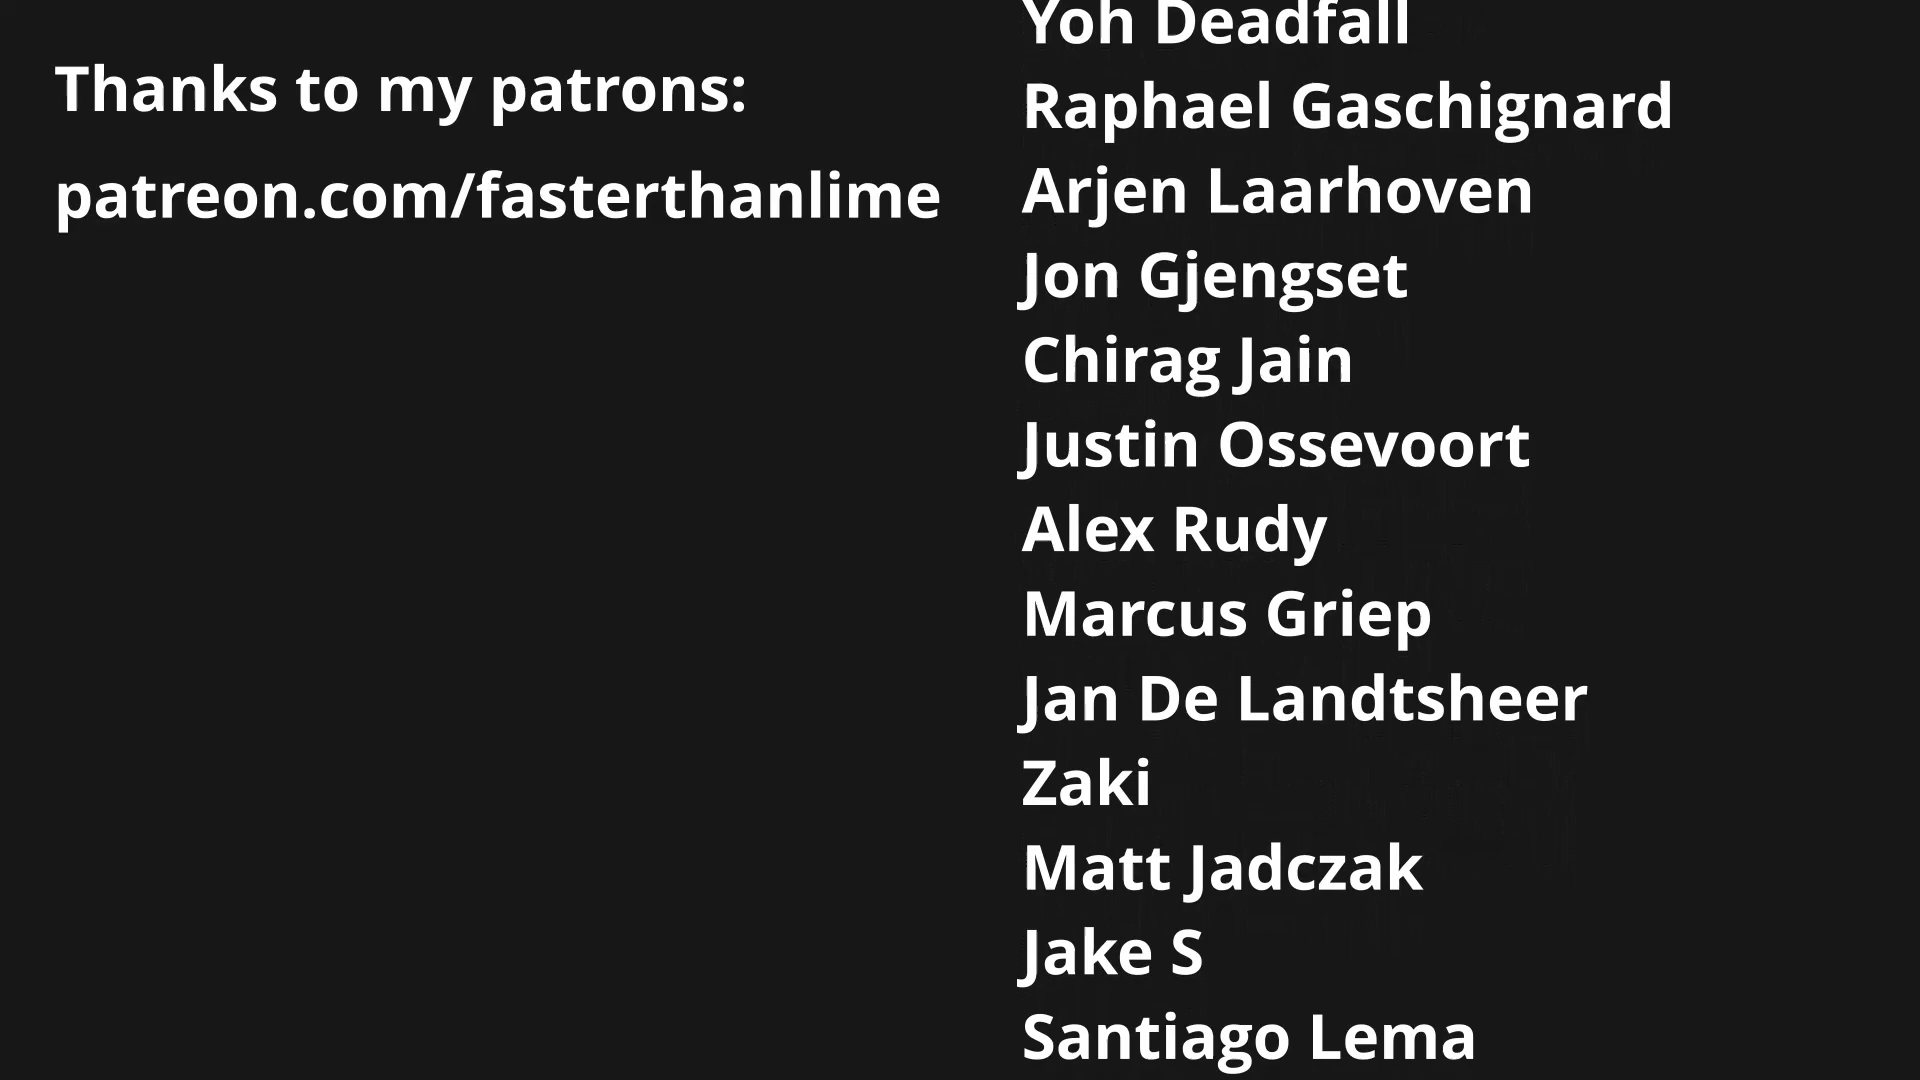 Thanks to my patrons:
patreon.com/fasterthanlime
Yoh Deadfall
Raphael Gaschignard
Arjen Laarhoven
Jon Gjengset
Chirag Jain
Justin Ossevoort
Alex Rudy
Marcus Griep
Jan De Landtsheer
Zaki
Matt Jadczak
Jake S
Santiago Lema